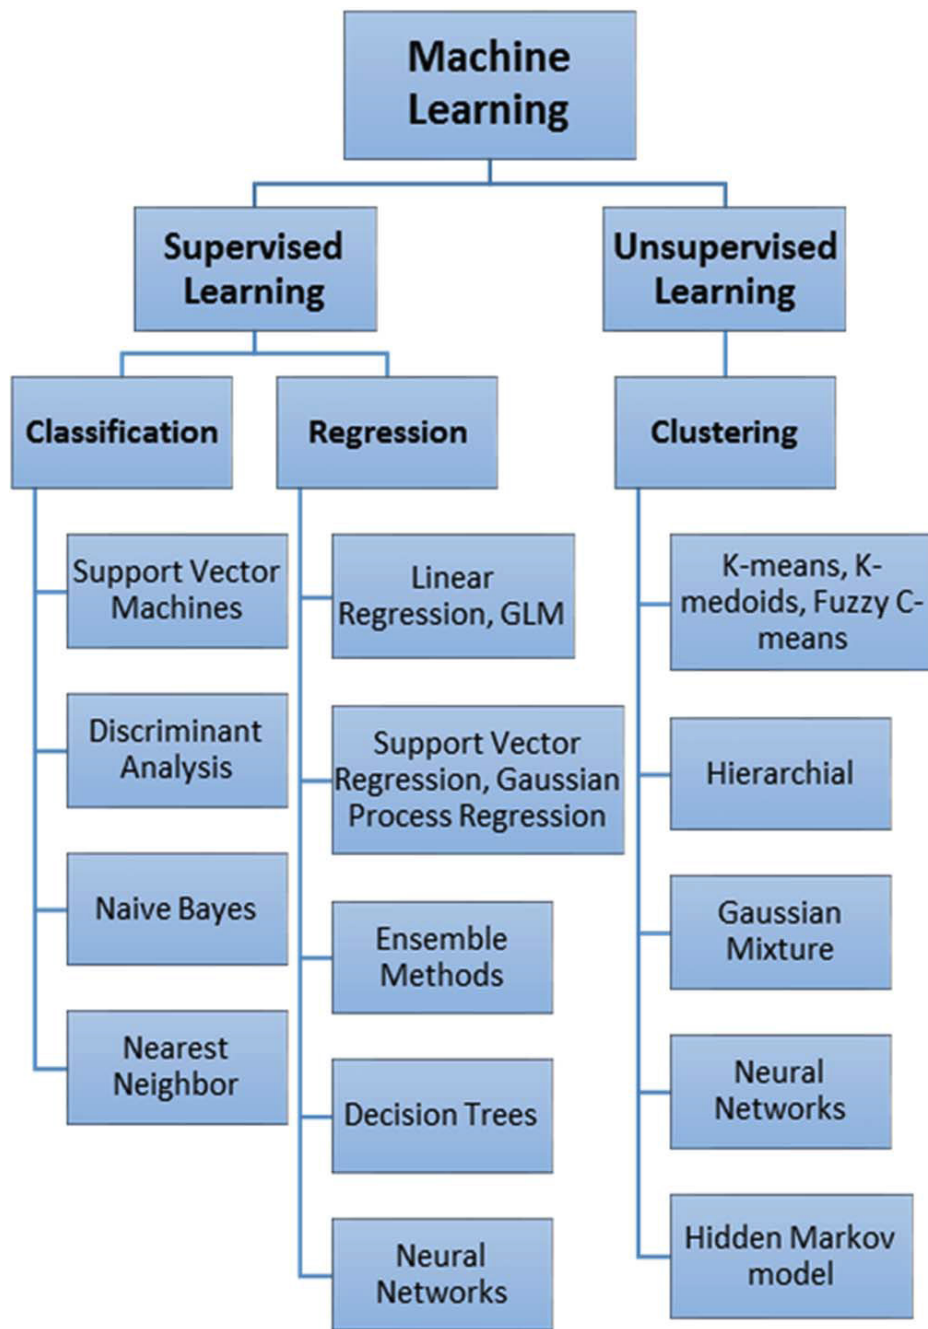 Machine
Learning
Supervised
Learning
Unsupervised
Learning
Classification
Regression
Clustering
Support Vector
Machines
Discriminant
Analysis
Naive Bayes
Nearest
Neighbor
Linear
Regression, GLM
Support Vector
Regression, Gaussian
Process Regression
Ensemble
Methods
Decision Trees
Neural
Networks
K-means, K-
medoids, Fuzzy C-
means
Hierarchial
Gaussian
Mixture
Neural
Networks
Hidden Markov
model